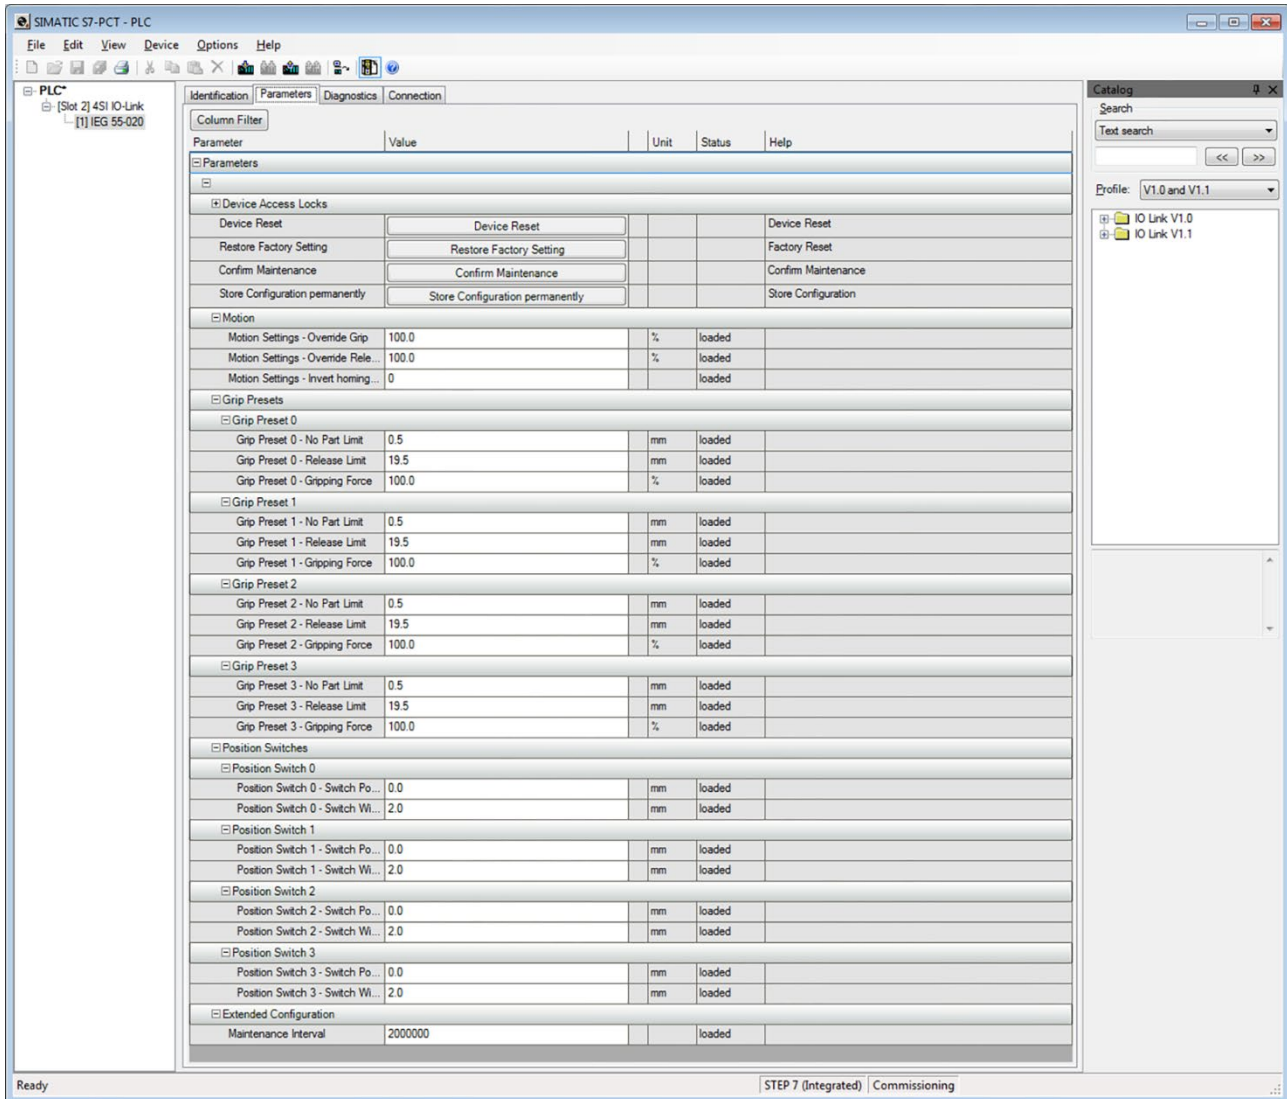 SIMATIC S7-PCT - PLC
File Edit View Device Options Help
PLC*
[Slot 2] 4SI IO-Link
[1] IEG 55-020
Identification Parameters Diagnostics Connection
Column Filter
Parameter Value Unit Status Help
Parameters
Device Access Locks
Device Reset Device Reset Device Reset
Restore Factory Setting Restore Factory Setting Factory Reset
Confirm Maintenance Confirm Maintenance Confirm Maintenance
Store Configuration permanently Store Configuration permanently Store Configuration
Motion
Motion Settings - Override Grip 100.0 % loaded
Motion Settings - Override Rele... 100.0 % loaded
Motion Settings - Invert homing... 0 loaded
Grip Presets
Grip Preset 0
Grip Preset 0 - No Part Limit 0.5 mm loaded
Grip Preset 0 - Release Limit 19.5 mm loaded
Grip Preset 0 - Gripping Force 100.0 % loaded
Grip Preset 1
Grip Preset 1 - No Part Limit 0.5 mm loaded
Grip Preset 1 - Release Limit 19.5 mm loaded
Grip Preset 1 - Gripping Force 100.0 % loaded
Grip Preset 2
Grip Preset 2 - No Part Limit 0.5 mm loaded
Grip Preset 2 - Release Limit 19.5 mm loaded
Grip Preset 2 - Gripping Force 100.0 % loaded
Grip Preset 3
Grip Preset 3 - No Part Limit 0.5 mm loaded
Grip Preset 3 - Release Limit 19.5 mm loaded
Grip Preset 3 - Gripping Force 100.0 % loaded
Position Switches
Position Switch 0
Position Switch 0 - Switch Po... 0.0 mm loaded
Position Switch 0 - Switch Wi... 2.0 mm loaded
Position Switch 1
Position Switch 1 - Switch Po... 0.0 mm loaded
Position Switch 1 - Switch Wi... 2.0 mm loaded
Position Switch 2
Position Switch 2 - Switch Po... 0.0 mm loaded
Position Switch 2 - Switch Wi... 2.0 mm loaded
Position Switch 3
Position Switch 3 - Switch Po... 0.0 mm loaded
Position Switch 3 - Switch Wi... 2.0 mm loaded
Extended Configuration
Maintenance Interval 2000000 loaded
Catalog
Search
Text search
<< >>
Profile: V1.0 and V1.1
IO Link V1.0
IO Link V1.1
Ready STEP 7 (Integrated) Commissioning